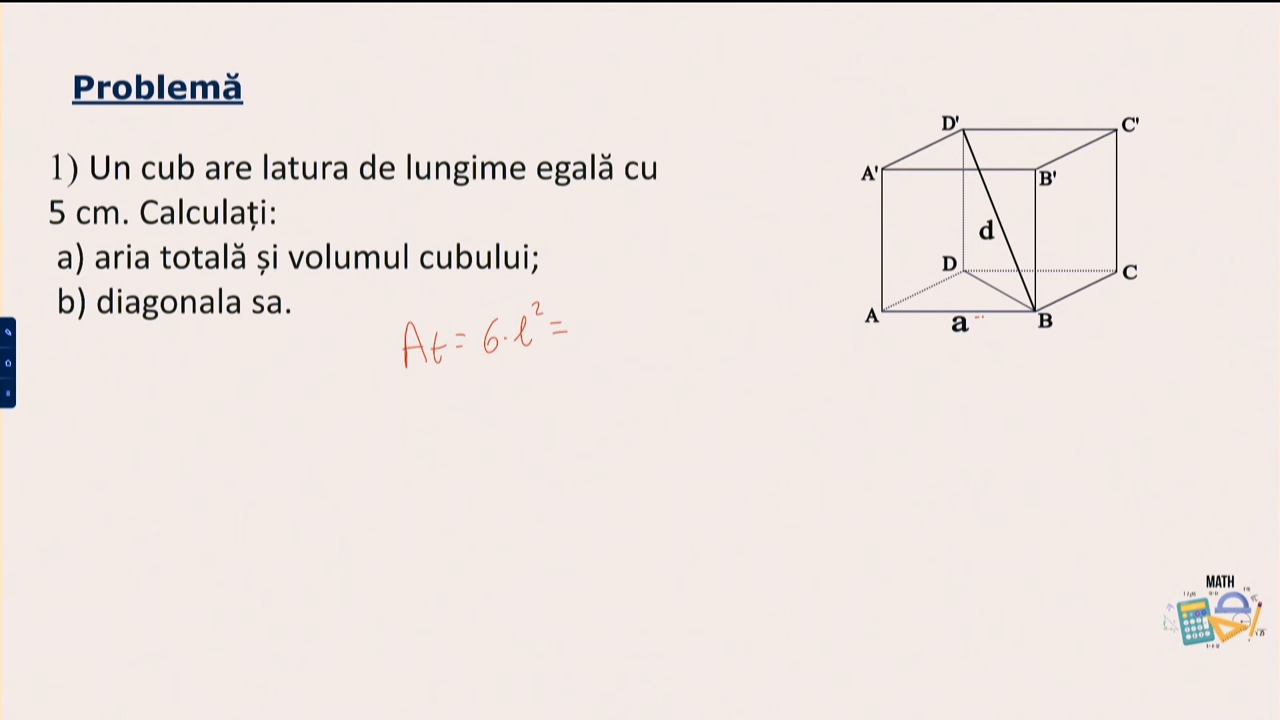 Problemă
1) Un cub are latura de lungime egală cu
5 cm. Calculați:
a) aria totală și volumul cubului;
b) diagonala sa.
At = 6·l² =
D'
C'
A'
B'
d
D
C
A
a
B
MATH